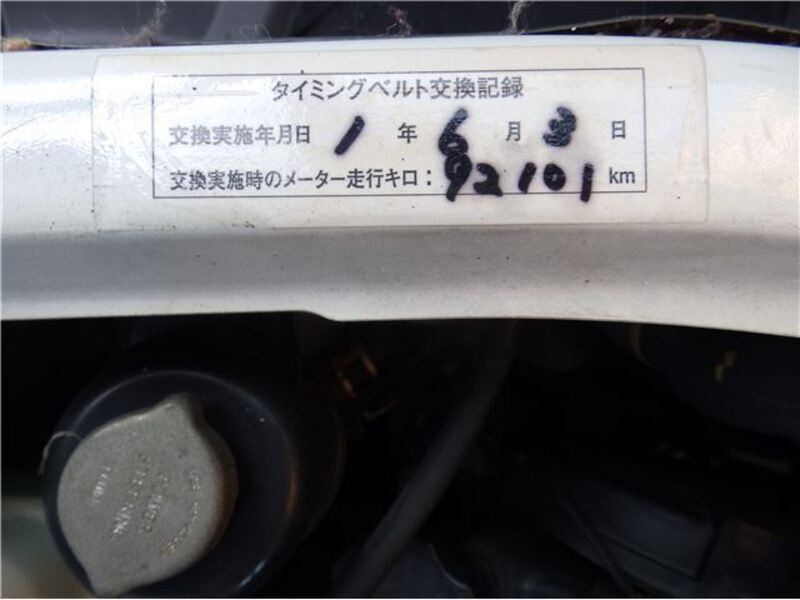 タイミングベルト交換記録
交換実施年月日 1 年 6 月 3 日
交換実施時のメーター走行キロ： 92101 km